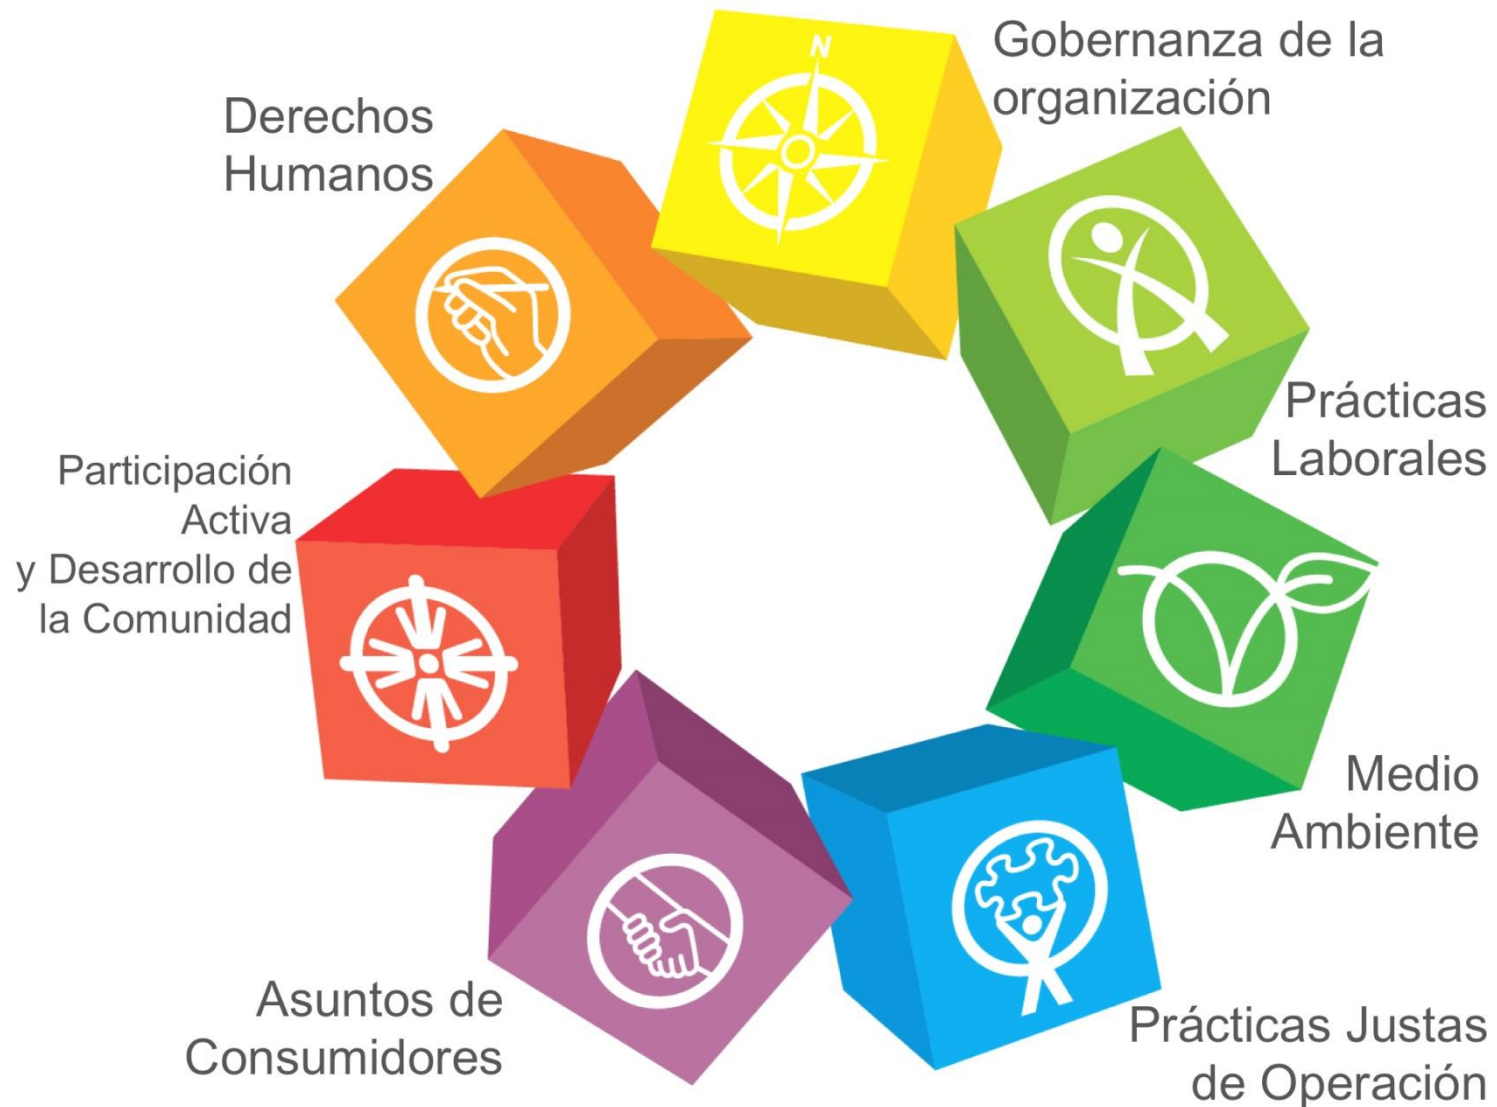 N
Gobernanza de la
organización
Derechos
Humanos
Prácticas
Laborales
Participación
Activa
y Desarrollo de
la Comunidad
Medio
Ambiente
Asuntos de
Consumidores
Prácticas Justas
de Operación